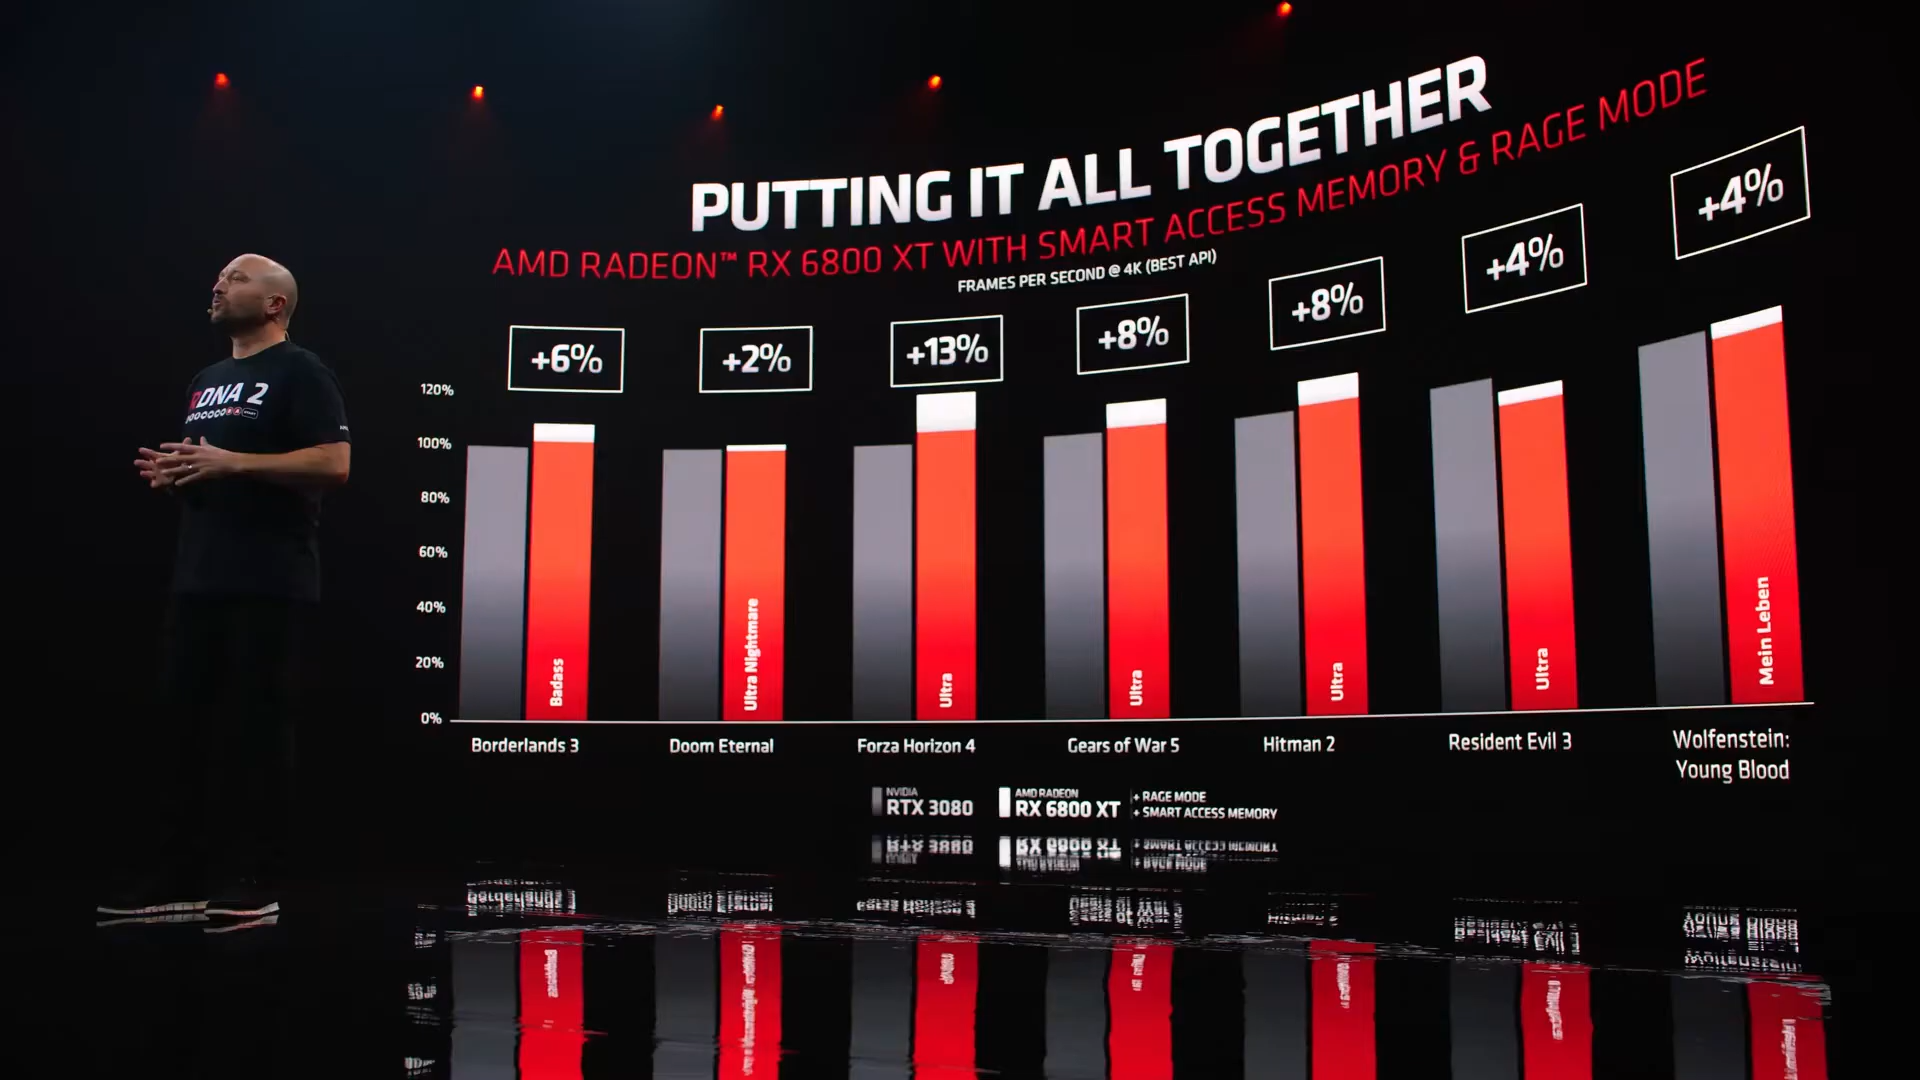 PUTTING IT ALL TOGETHER
AMD RADEON™ RX 6800 XT WITH SMART ACCESS MEMORY & RAGE MODE
FRAMES PER SECOND @ 4K (BEST API)
+6%
+2%
+13%
+8%
+8%
+4%
+4%
120%
100%
80%
60%
40%
20%
0%
Badass
Ultra Nightmare
Ultra
Ultra
Ultra
Ultra
Mein Leben
Borderlands 3
Doom Eternal
Forza Horizon 4
Gears of War 5
Hitman 2
Resident Evil 3
Wolfenstein:
Young Blood
NVIDIA
RTX 3080
AMD RADEON
RX 6800 XT
+ RAGE MODE
+ SMART ACCESS MEMORY
RDNA 2